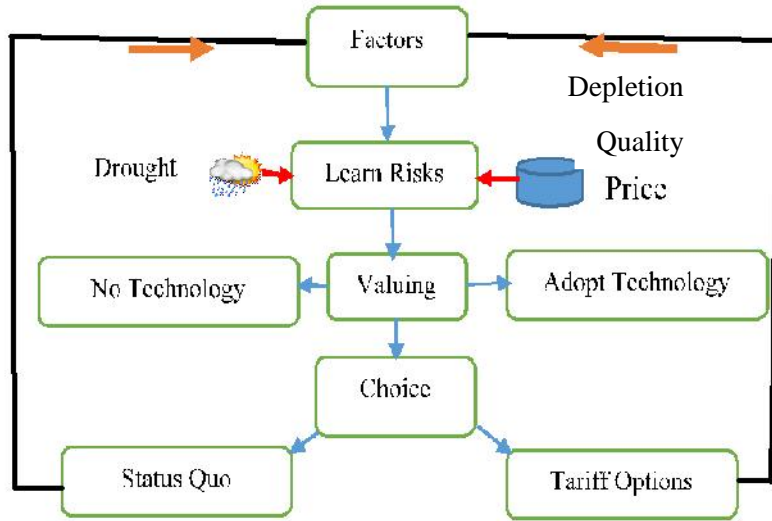 Factors
Depletion
Quality
Drought
Learn Risks
Price
No Technology
Valuing
Adopt Technology
Choice
Status Quo
Tariff Options